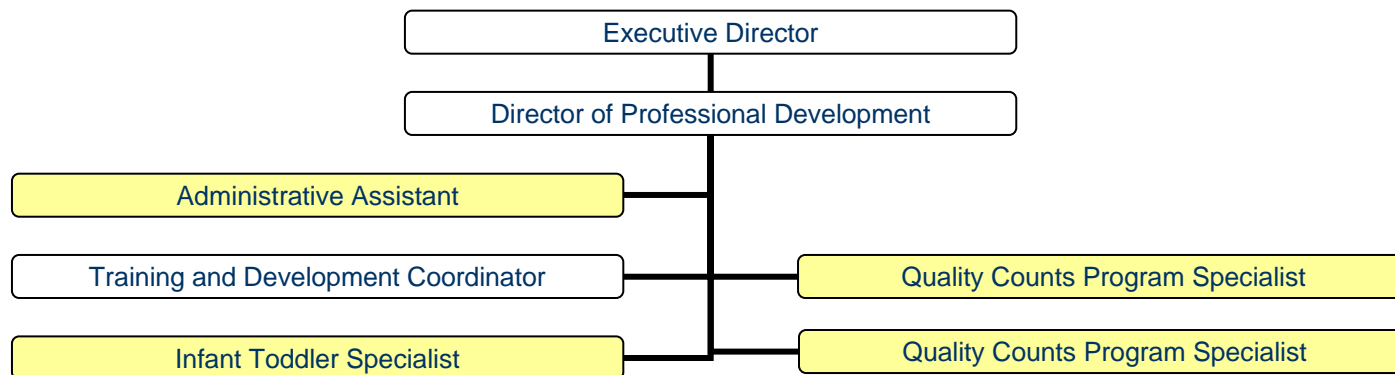 Executive Director
Director of Professional Development
Administrative Assistant
Training and Development Coordinator
Quality Counts Program Specialist
Infant Toddler Specialist
Quality Counts Program Specialist